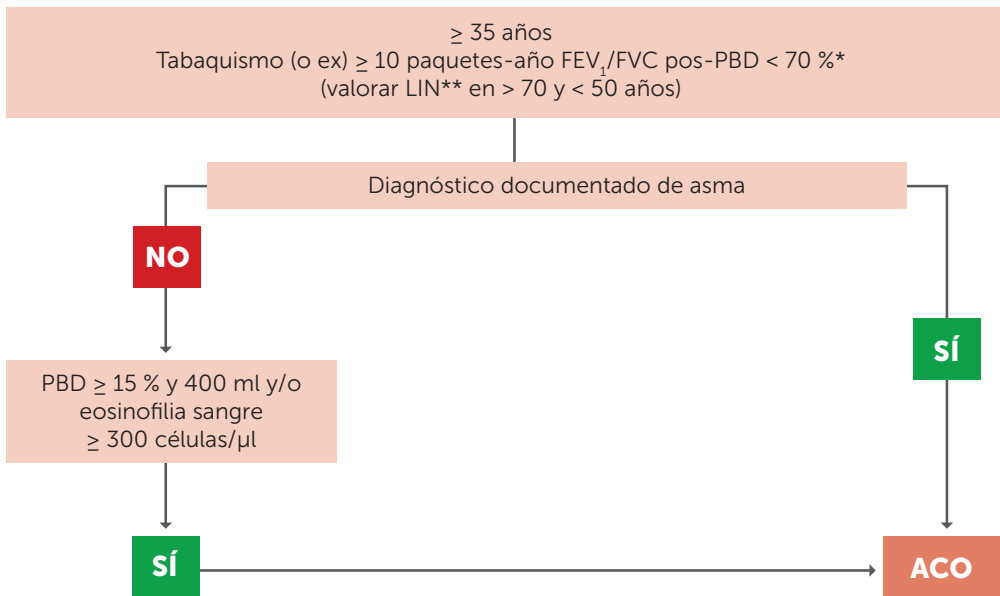 ≥ 35 años
Tabaquismo (o ex) ≥ 10 paquetes-año FEV₁/FVC pos-PBD < 70 %*
(valorar LIN** en > 70 y < 50 años)
Diagnóstico documentado de asma
NO
SÍ
PBD ≥ 15 % y 400 ml y/o
eosinofilia sangre
≥ 300 células/µl
SÍ
ACO